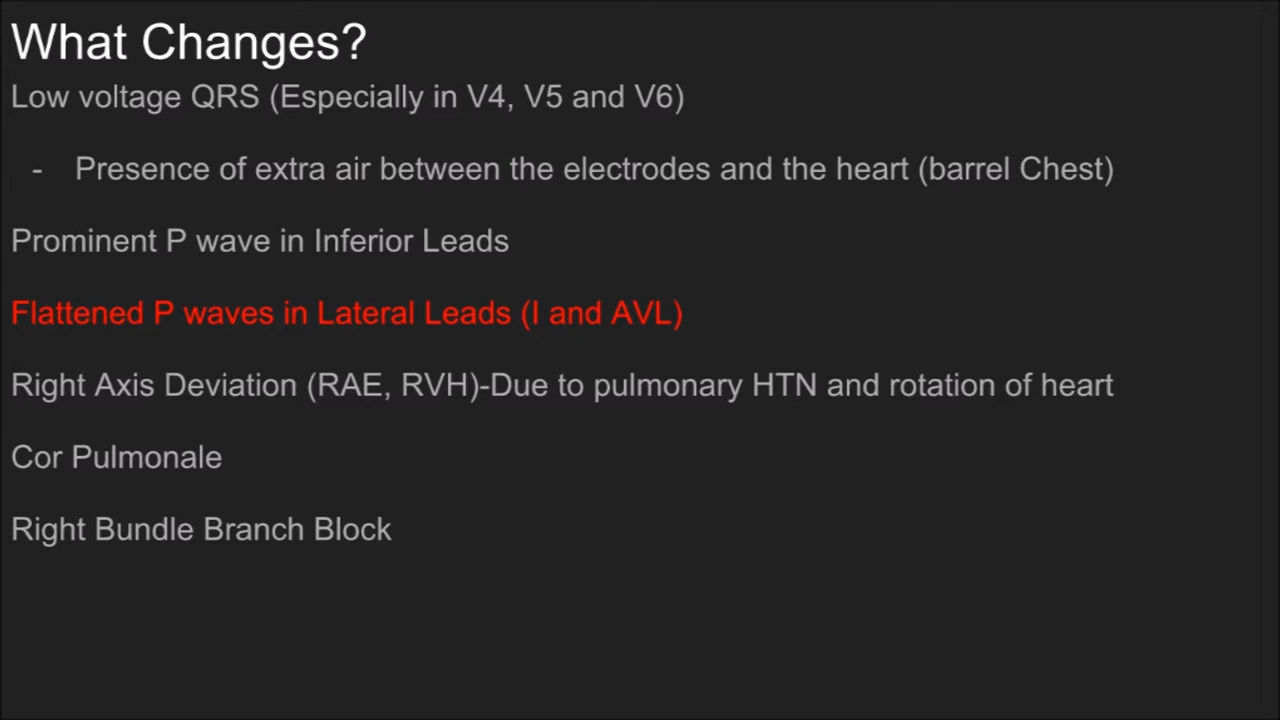 What Changes?
Low voltage QRS (Especially in V4, V5 and V6)
- Presence of extra air between the electrodes and the heart (barrel Chest)
Prominent P wave in Inferior Leads
Flattened P waves in Lateral Leads (I and AVL)
Right Axis Deviation (RAE, RVH)-Due to pulmonary HTN and rotation of heart
Cor Pulmonale
Right Bundle Branch Block